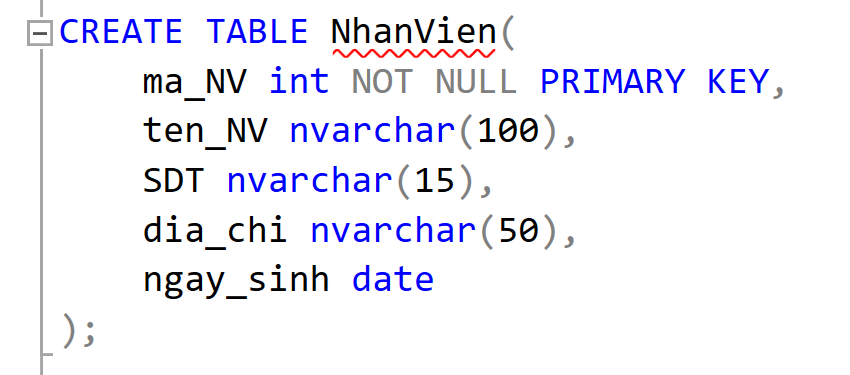 CREATE TABLE NhanVien(
ma_NV int NOT NULL PRIMARY KEY,
ten_NV nvarchar(100),
SDT nvarchar(15),
dia_chi nvarchar(50),
ngay_sinh date
);